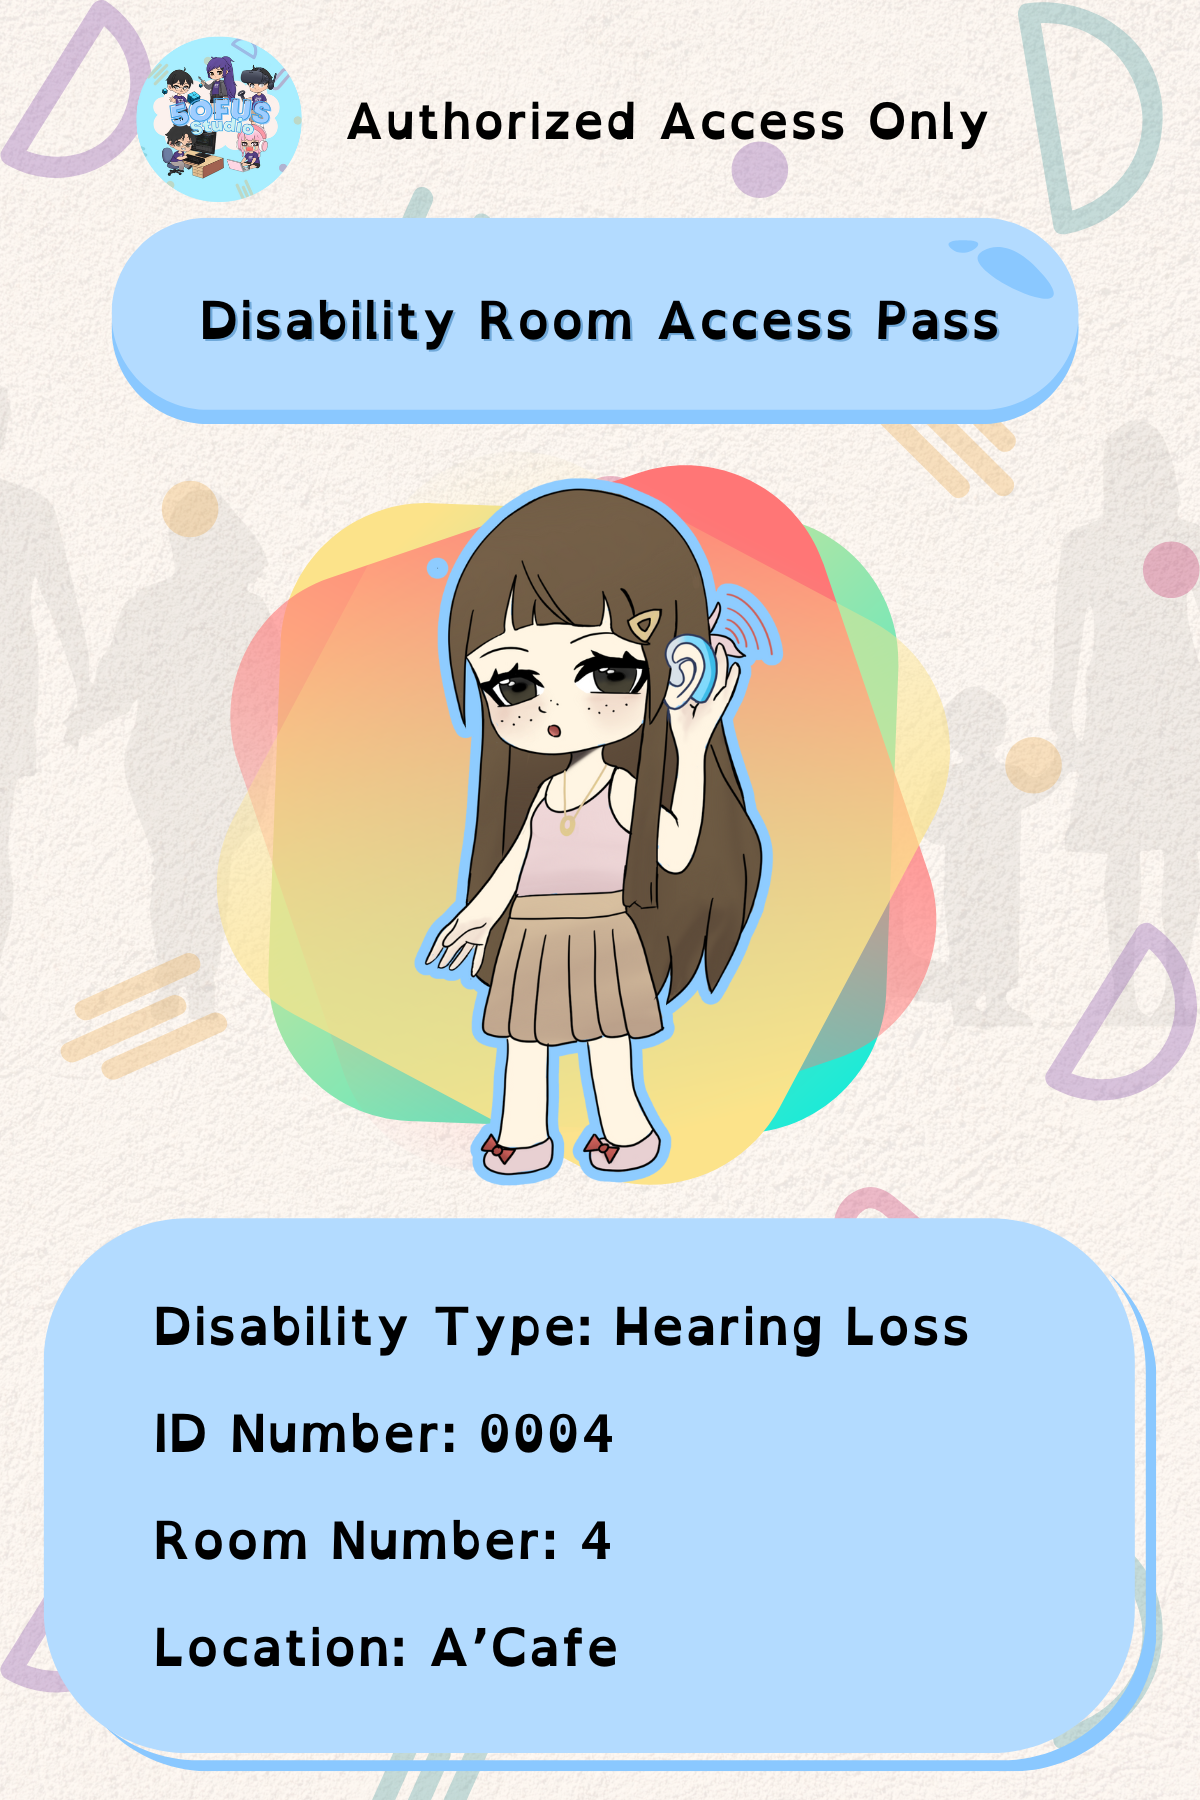 5OFUS
Studio
Authorized Access Only
Disability Room Access Pass
Disability Type: Hearing Loss
ID Number: 0004
Room Number: 4
Location: A’Cafe